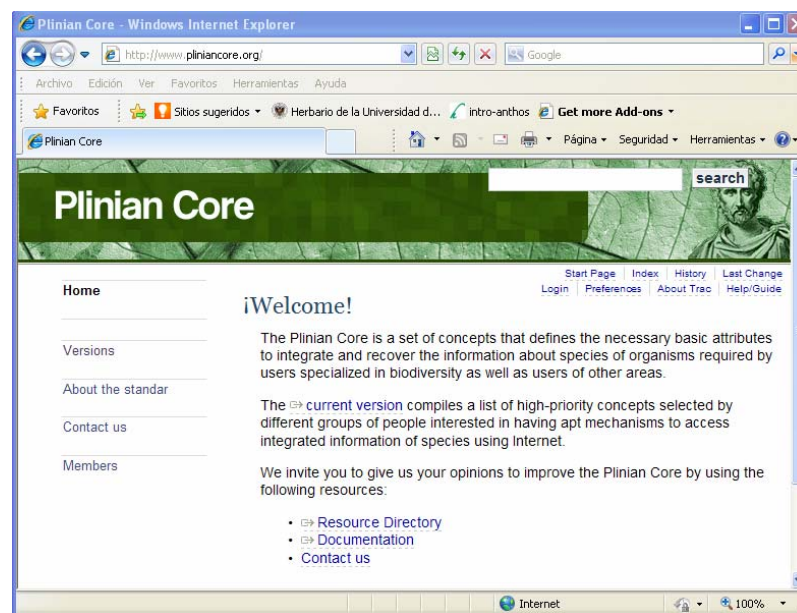 Plinian Core - Windows Internet Explorer
http://www.pliniancore.org/
Google
Archivo Edición Ver Favoritos Herramientas Ayuda
Favoritos Sitios sugeridos Herbario de la Universidad d... intro-anthos Get more Add-ons
Plinian Core Página Seguridad Herramientas
search
Plinian Core
Start Page Index History Last Change
Login Preferences About Trac Help/Guide
Home
Versions
About the standar
Contact us
Members
¡Welcome!
The Plinian Core is a set of concepts that defines the necessary basic attributes
to integrate and recover the information about species of organisms required by
users specialized in biodiversity as well as users of other areas.
The current version compiles a list of high-priority concepts selected by
different groups of people interested in having apt mechanisms to access
integrated information of species using Internet.
We invite you to give us your opinions to improve the Plinian Core by using the
following resources:
• Resource Directory
• Documentation
• Contact us
Internet 100%